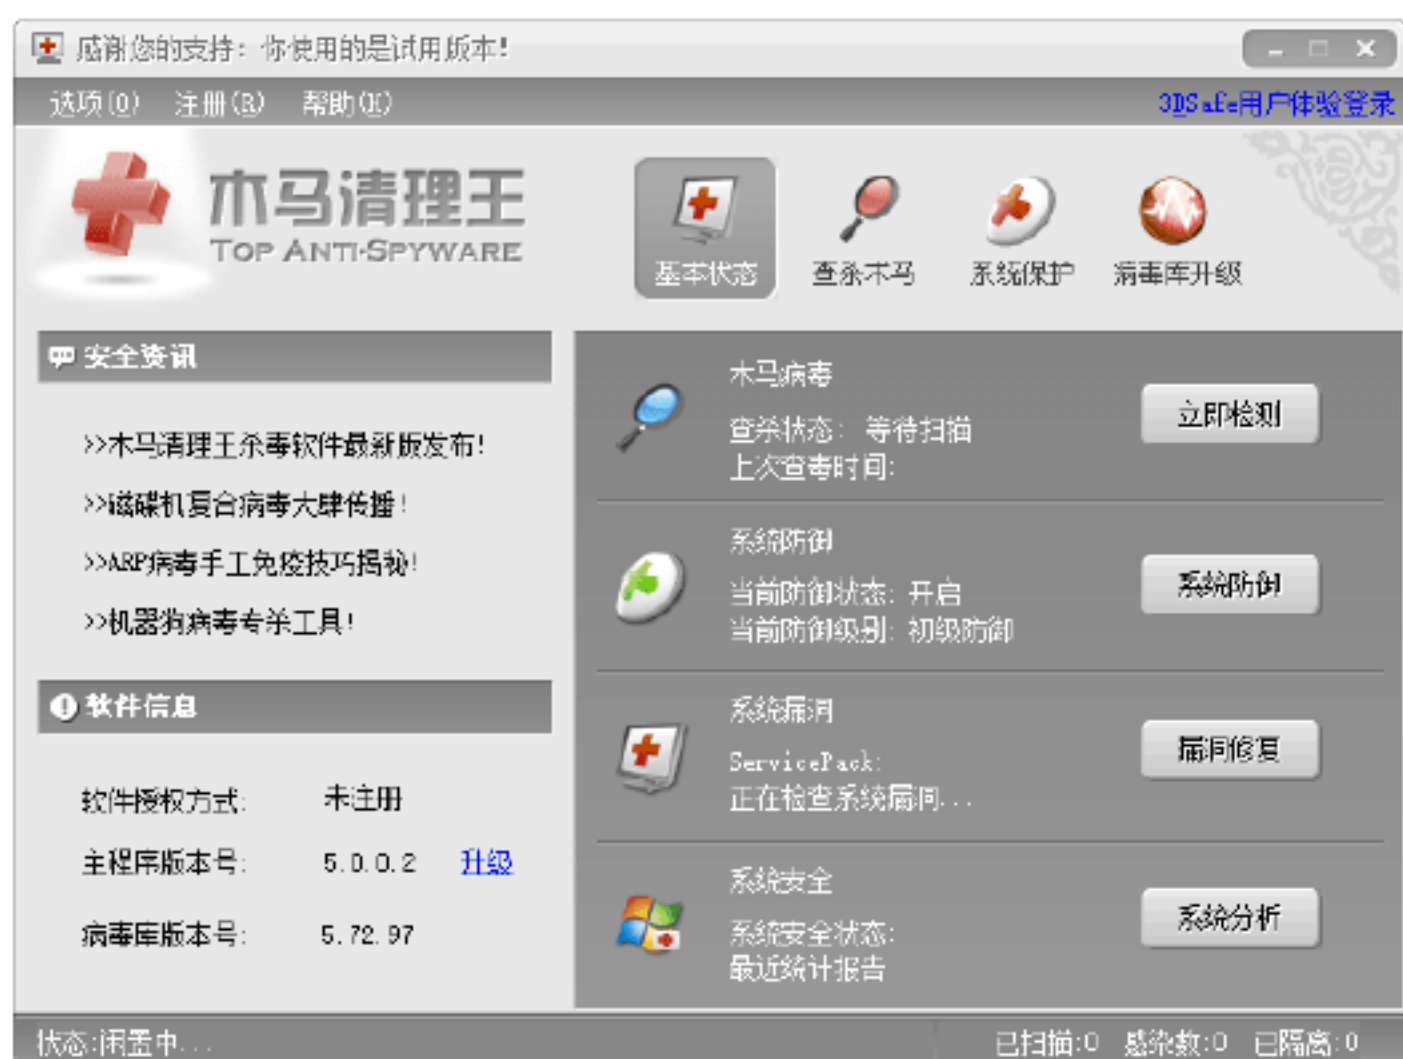 感谢您的支持: 你使用的是试用版本!
选项(O) 注册(R) 帮助(H)
3DSafe用户体验登录
木马清理王
TOP ANTI-SPYWARE
基本状态 查杀木马 系统保护 病毒库升级
安全资讯
>>木马清理王杀毒软件最新版发布!
>>磁碟机复合病毒大肆传播!
>>ARP病毒手工免疫技巧揭秘!
>>机器狗病毒专杀工具!
软件信息
软件授权方式: 未注册
主程序版本号: 5.0.0.2 升级
病毒库版本号: 5.72.97
木马病毒
查杀状态: 等待扫描
上次查毒时间:
立即检测
系统防御
当前防御状态: 开启
当前防御级别: 初级防御
系统防御
系统漏洞
ServicePack:
正在检查系统漏洞...
漏洞修复
系统安全
系统安全状态:
最近统计报告
系统分析
状态:闲置中...
已扫描:0 感染数:0 已隔离:0